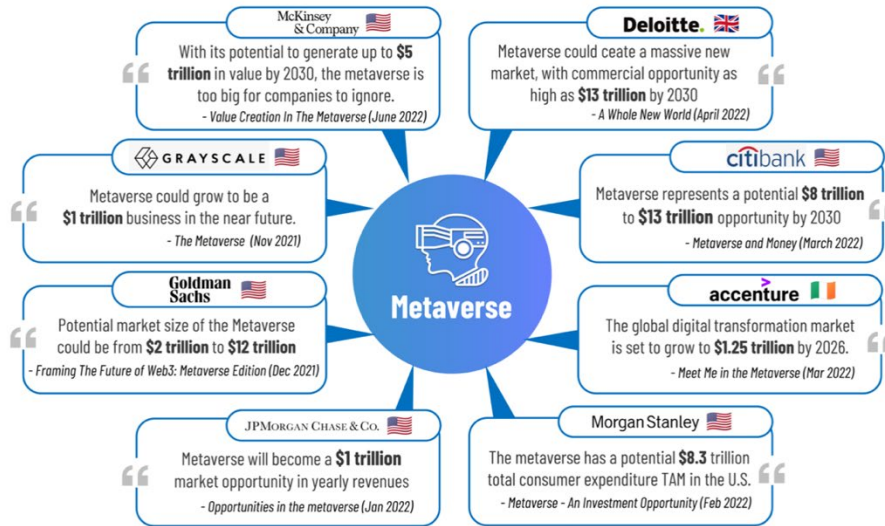 McKinsey
& Company
With its potential to generate up to $5
trillion in value by 2030, the metaverse is
too big for companies to ignore.
- Value Creation In The Metaverse (June 2022)
Deloitte.
Metaverse could ceate a massive new
market, with commercial opportunity as
high as $13 trillion by 2030
- A Whole New World (April 2022)
GRAYSCALE
Metaverse could grow to be a
$1 trillion business in the near future.
- The Metaverse (Nov 2021)
citibank
Metaverse represents a potential $8 trillion
to $13 trillion opportunity by 2030
- Metaverse and Money (March 2022)
Metaverse
Goldman
Sachs
Potential market size of the Metaverse
could be from $2 trillion to $12 trillion
- Framing The Future of Web3: Metaverse Edition (Dec 2021)
accenture
The global digital transformation market
is set to grow to $1.25 trillion by 2026.
- Meet Me in the Metaverse (Mar 2022)
JPMORGAN CHASE & CO.
Metaverse will become a $1 trillion
market opportunity in yearly revenues
- Opportunities in the metaverse (Jan 2022)
Morgan Stanley
The metaverse has a potential $8.3 trillion
total consumer expenditure TAM in the U.S.
- Metaverse - An Investment Opportunity (Feb 2022)